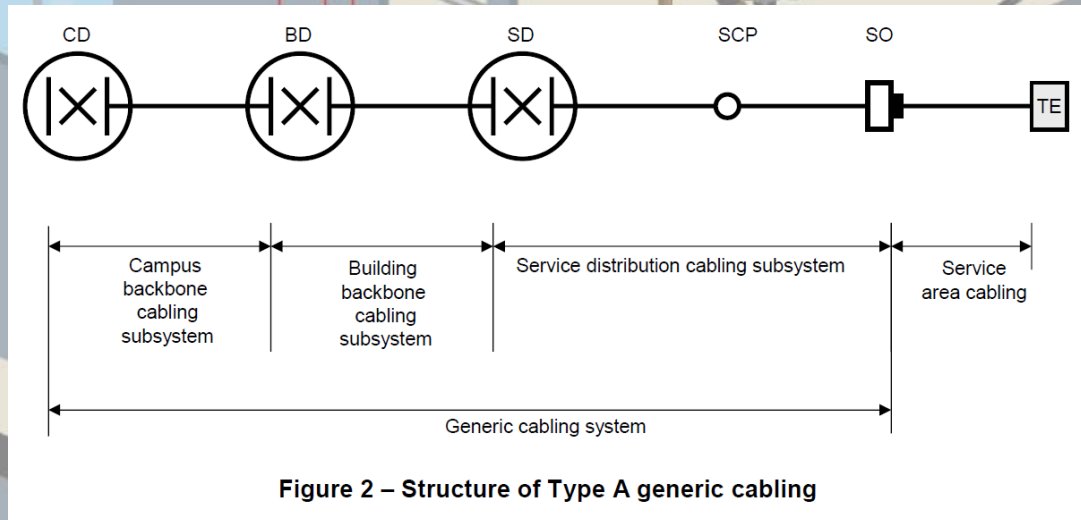 CD BD SD SCP SO
TE
Campus
backbone
cabling
subsystem
Building
backbone
cabling
subsystem
Service distribution cabling subsystem
Service
area cabling
Generic cabling system
Figure 2 – Structure of Type A generic cabling